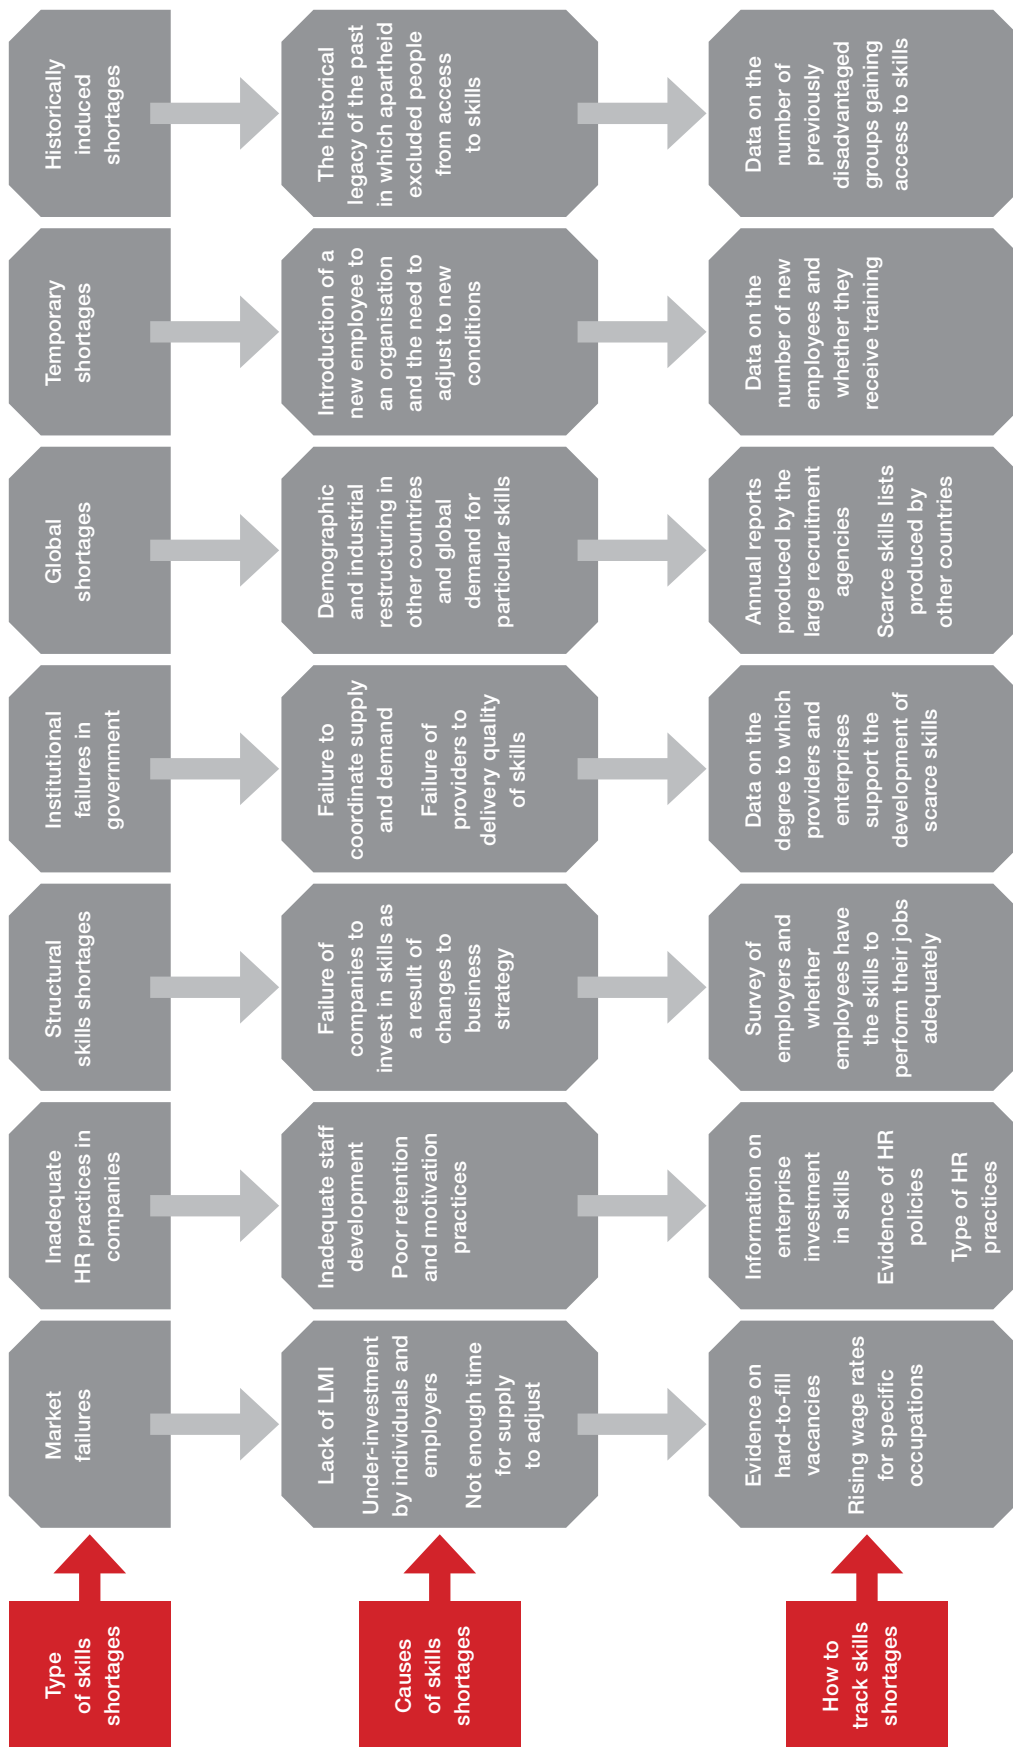 Type
of skills
shortages
Market
failures
Inadequate
HR practices in
companies
Structural
skills shortages
Institutional
failures in
government
Global
shortages
Temporary
shortages
Historically
induced
shortages
Causes
of skills
shortages
Lack of LMI
Under-investment
by individuals and
employers
Not enough time
for supply
to adjust
Inadequate staff
development
Poor retention
and motivation
practices
Failure of
companies to
invest in skills as
a result of
changes to
business
strategy
Failure to
coordinate supply
and demand
Failure of
providers to
delivery quality
of skills
Demographic
and industrial
restructuring in
other countries
and global
demand for
particular skills
Introduction of a
new employee to
an organisation
and the need to
adjust to new
conditions
The historical
legacy of the past
in which apartheid
excluded people
from access
to skills
How to
track skills
shortages
Evidence on
hard-to-fill
vacancies
Rising wage rates
for specific
occupations
Information on
enterprise
investment
in skills
Evidence of HR
policies
Type of HR
practices
Survey of
employers and
whether
employees have
the skills to
perform their jobs
adequately
Data on the
degree to which
providers and
enterprises
support the
development of
scarce skills
Annual reports
produced by the
large recruitment
agencies
Scarce skills lists
produced by
other countries
Data on the
number of new
employees and
whether they
receive training
Data on the
number of
previously
disadvantaged
groups gaining
access to skills